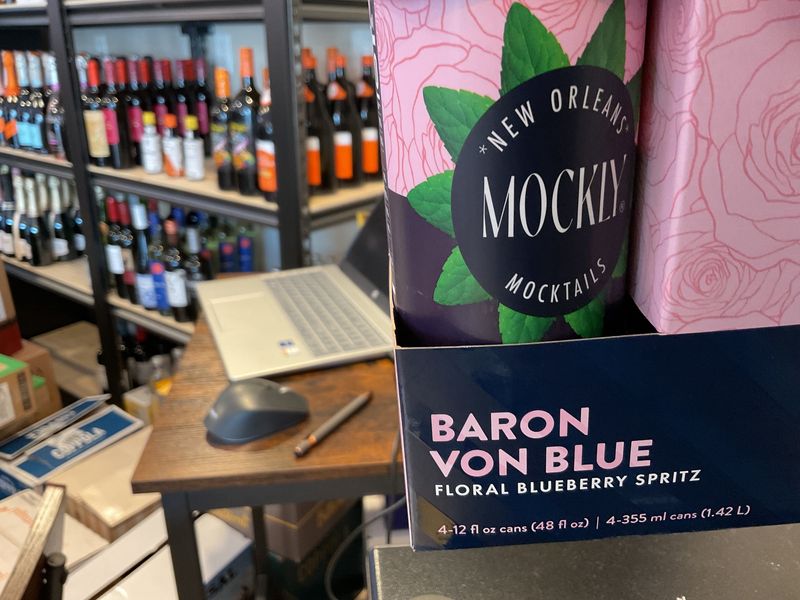 *NEW ORLEANS*
MOCKLY®
MOCKTAILS
BARON
VON BLUE
FLORAL BLUEBERRY SPRITZ
4-12 fl oz cans (48 fl oz) | 4-355 ml cans (1.42 L)